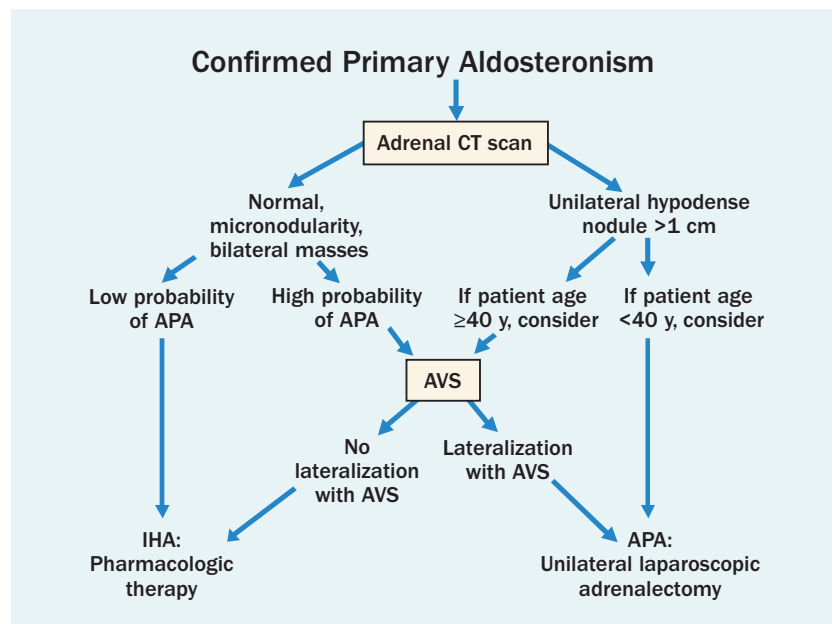 Confirmed Primary Aldosteronism
Adrenal CT scan
Normal,
micronodularity,
bilateral masses
Unilateral hypodense
nodule >1 cm
Low probability
of APA
High probability
of APA
If patient age
≥40 y, consider
If patient age
<40 y, consider
AVS
No
lateralization
with AVS
Lateralization
with AVS
IHA:
Pharmacologic
therapy
APA:
Unilateral laparoscopic
adrenalectomy